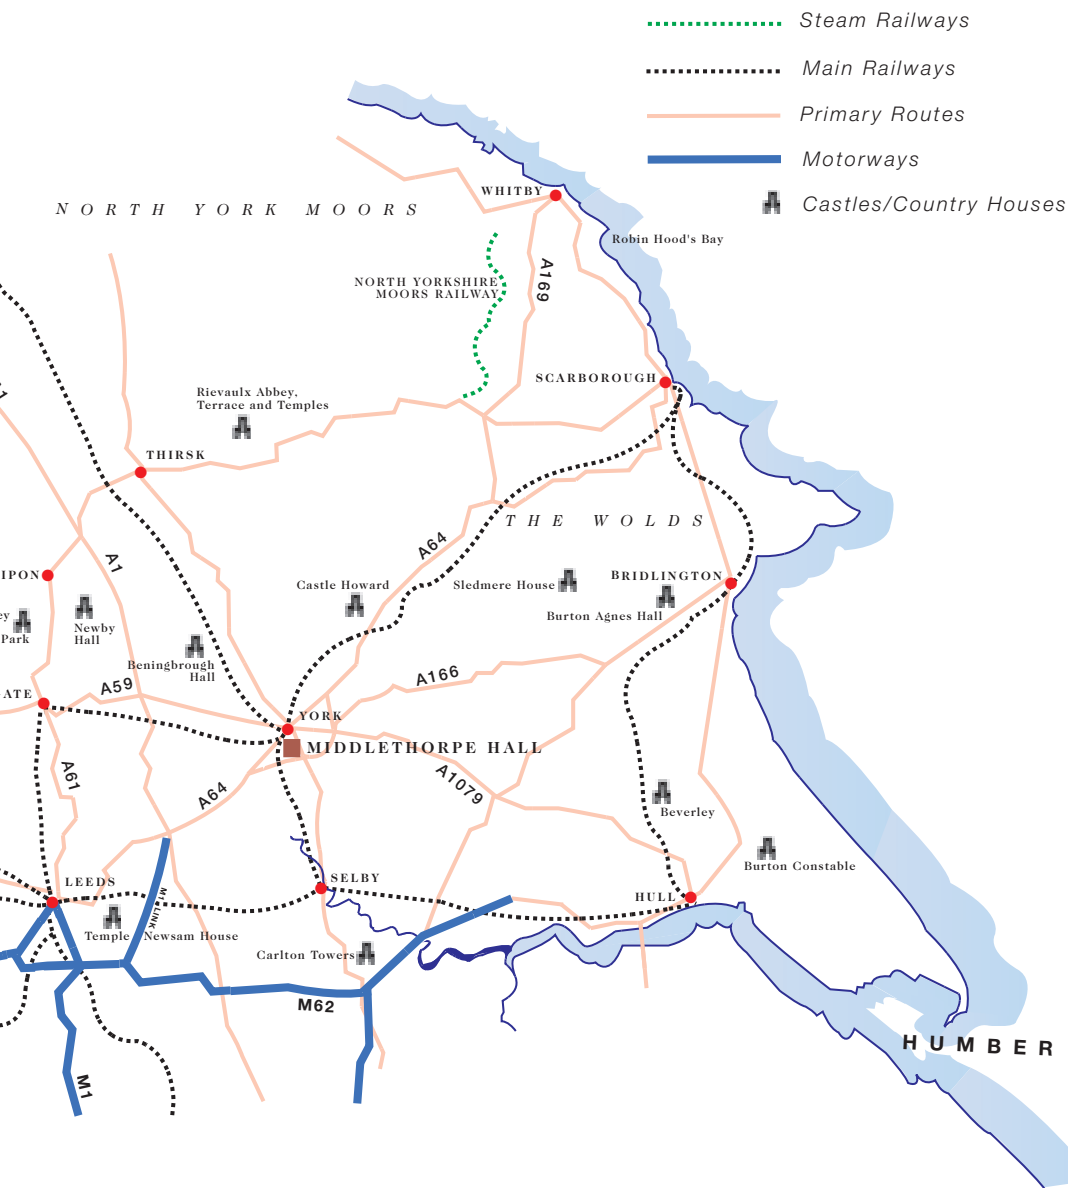 Steam Railways
Main Railways
Primary Routes
Motorways
Castles/Country Houses
WHITBY
NORTH YORK MOORS
Robin Hood's Bay
A169
NORTH YORKSHIRE
MOORS RAILWAY
SCARBOROUGH
Rievaulx Abbey,
Terrace and Temples
THIRSK
THE WOLDS
A64
A1
IPON
Castle Howard
Sledmere House
BRIDLINGTON
Burton Agnes Hall
ey
Park
Newby
Hall
Beningbrough
Hall
A166
A59
ATE
YORK
MIDDLETHORPE HALL
A61
A64
A1079
Beverley
Burton Constable
LEEDS
SELBY
HULL
M1 LINK
Temple Newsam House
Carlton Towers
M62
HUMBER
M1